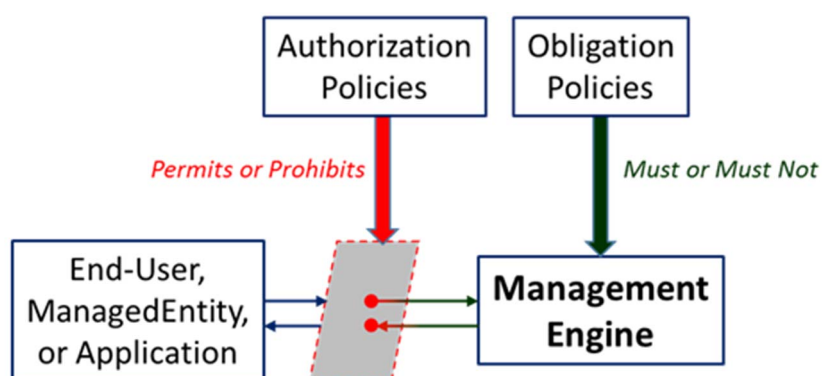 Authorization
Policies
Obligation
Policies
Permits or Prohibits
Must or Must Not
End-User,
ManagedEntity,
or Application
Management
Engine